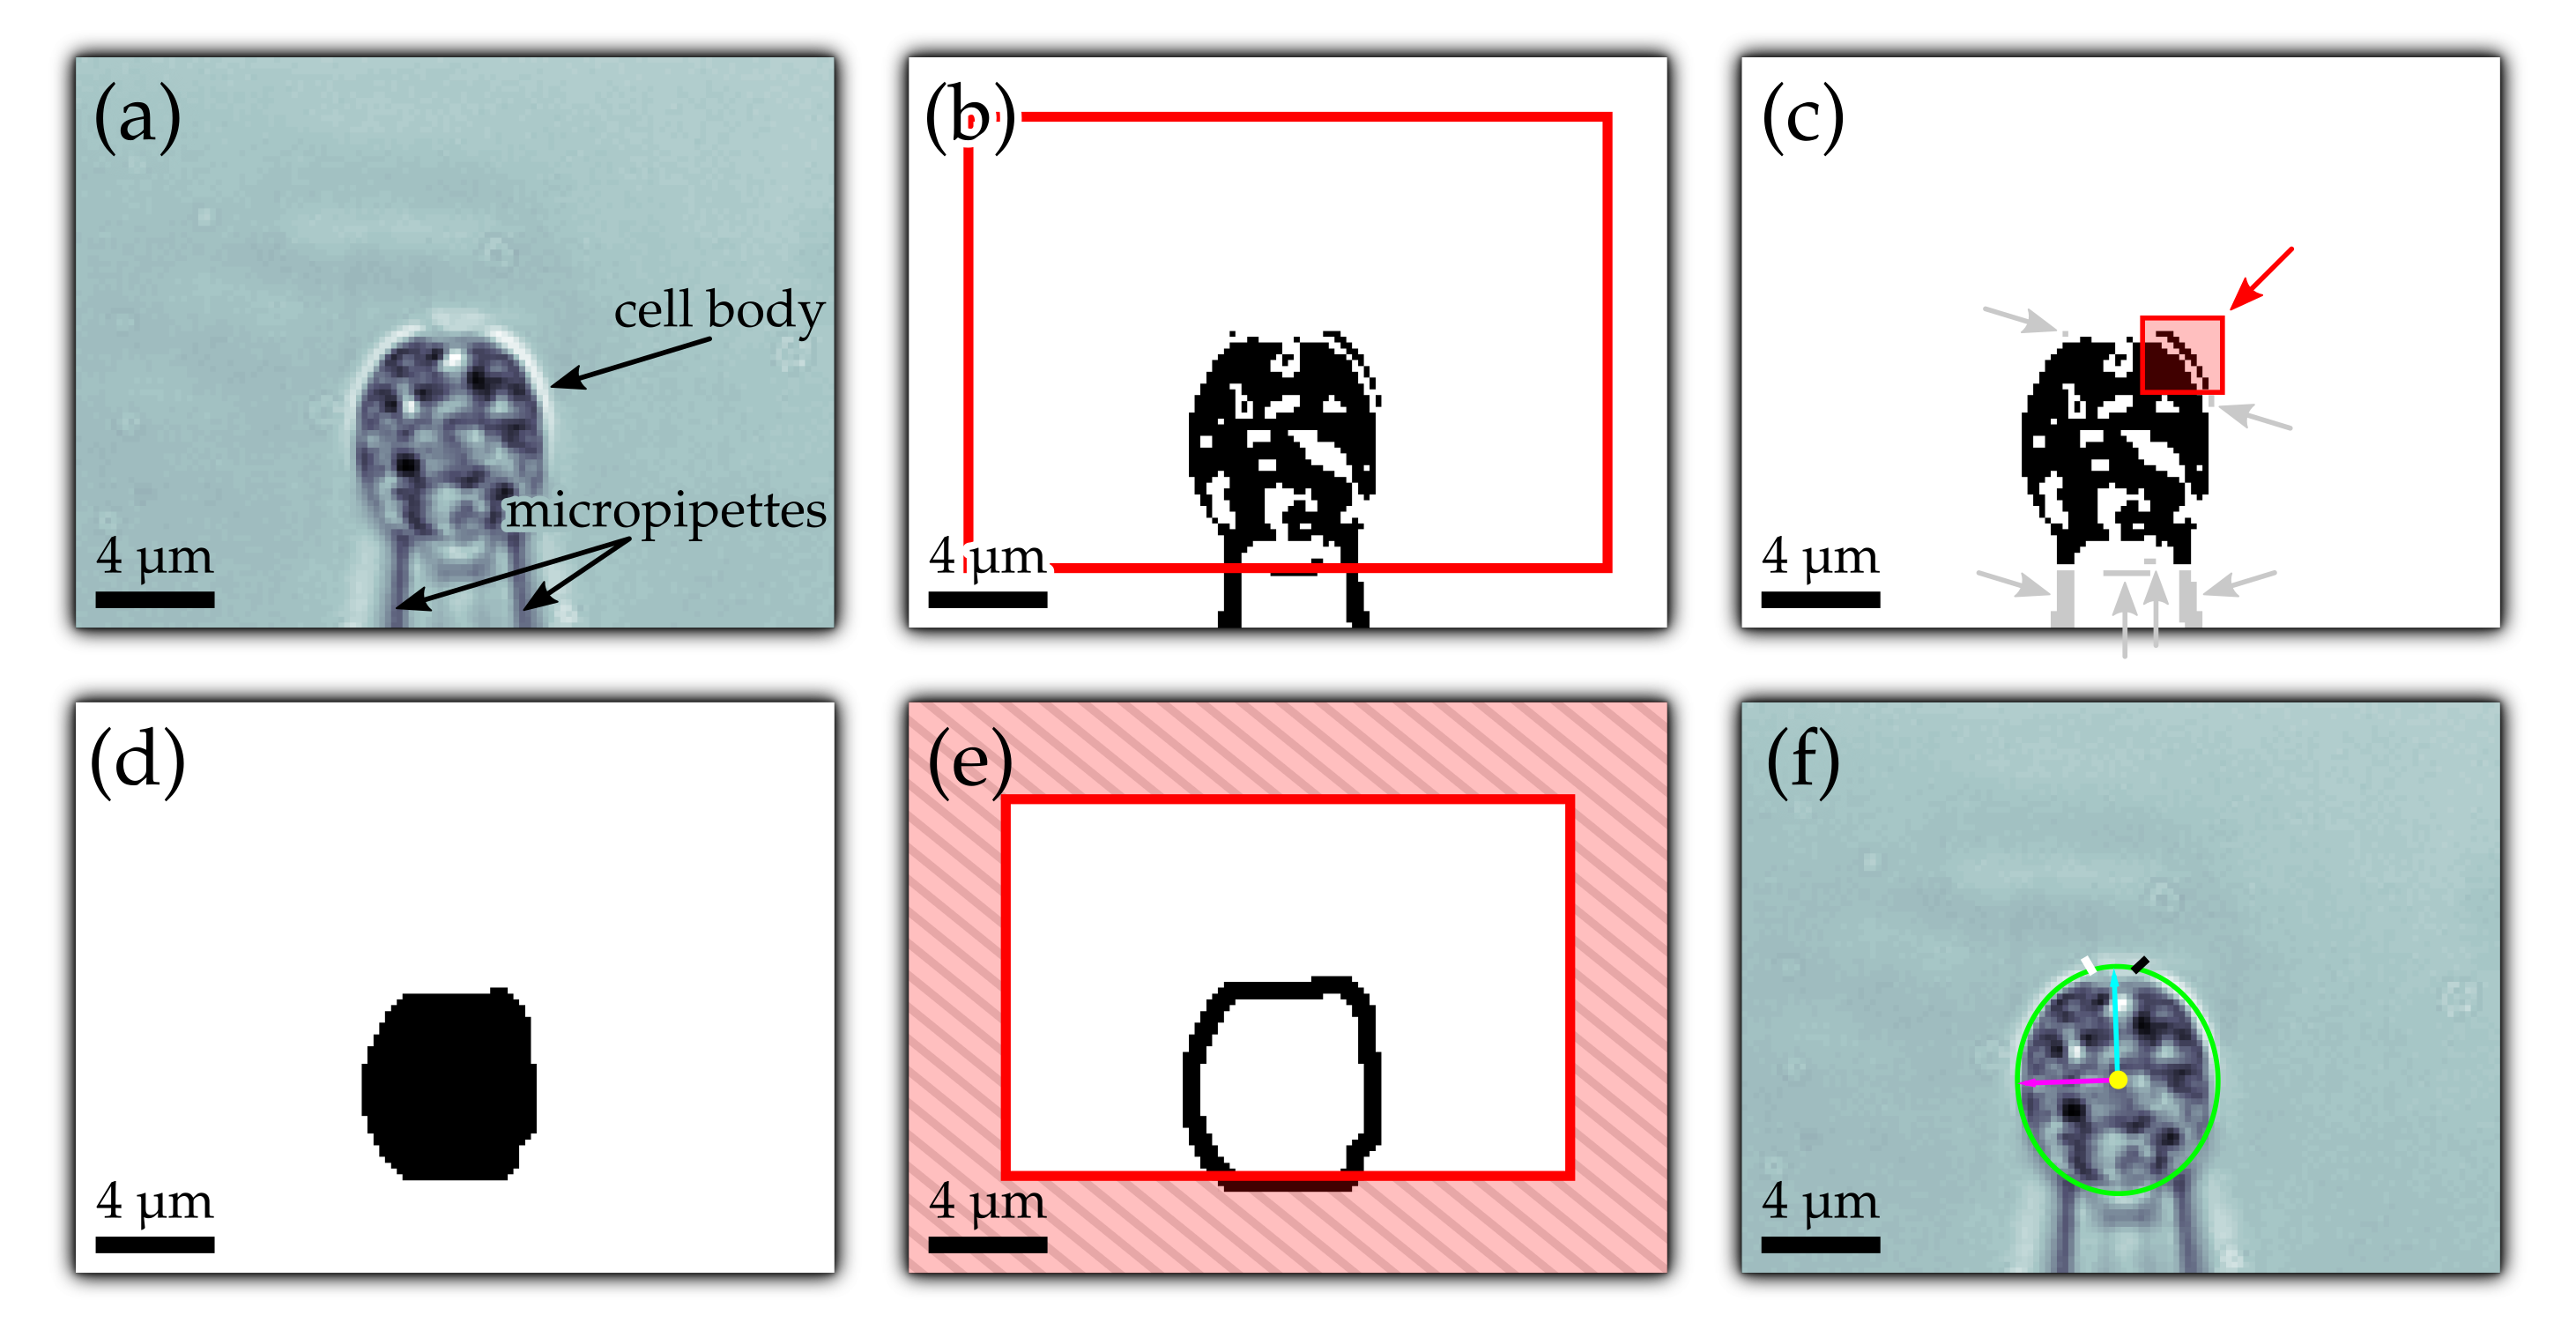 (a)
cell body
micropipettes
4 µm
(b)
4 µm
(c)
4 µm
(d)
4 µm
(e)
4 µm
(f)
4 µm